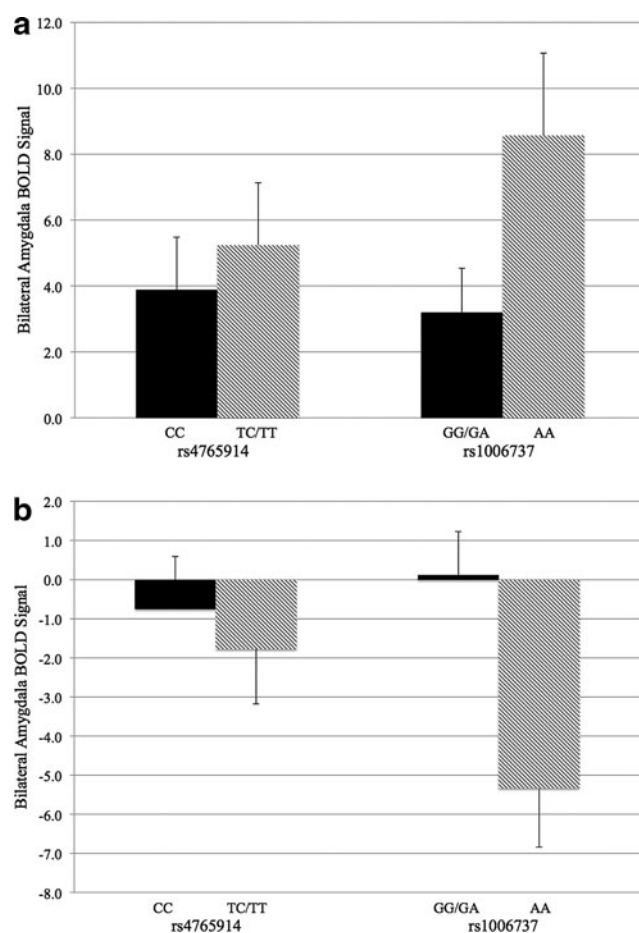 a
12.0
10.0
8.0
6.0
4.0
2.0
0.0
Bilateral Amygdala BOLD Signal
CC TC/TT GG/GA AA
rs4765914 rs1006737
b
2.0
1.0
0.0
-1.0
-2.0
-3.0
-4.0
-5.0
-6.0
-7.0
-8.0
Bilateral Amygdala BOLD Signal
CC TC/TT GG/GA AA
rs4765914 rs1006737